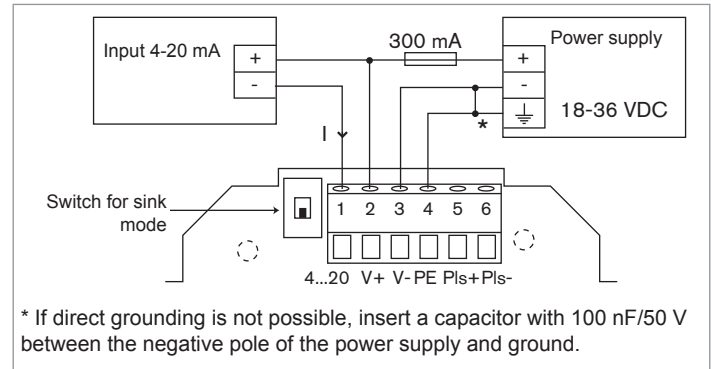 Input 4-20 mA
+
-
300 mA
Power supply
+
-
18-36 VDC
*
I
Switch for sink
mode
1 2 3 4 5 6
4...20 V+ V- PE Pls+ Pls-
* If direct grounding is not possible, insert a capacitor with 100 nF/50 V
between the negative pole of the power supply and ground.